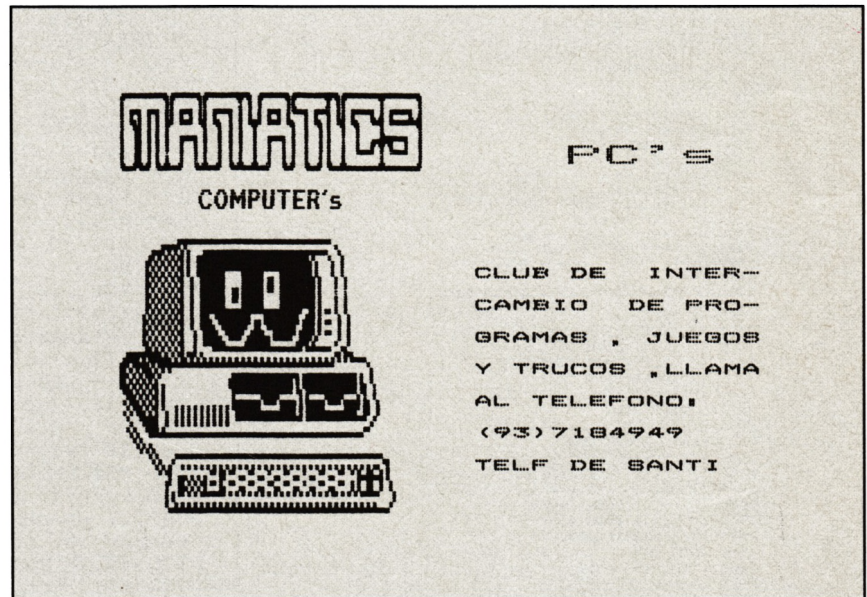 MANIATICS
COMPUTER's
PC's
CLUB DE INTER-
CAMBIO DE PRO-
GRAMAS , JUEGOS
Y TRUCOS ,LLAMA
AL TELEFONO:
(93)7184949
TELF DE SANTI